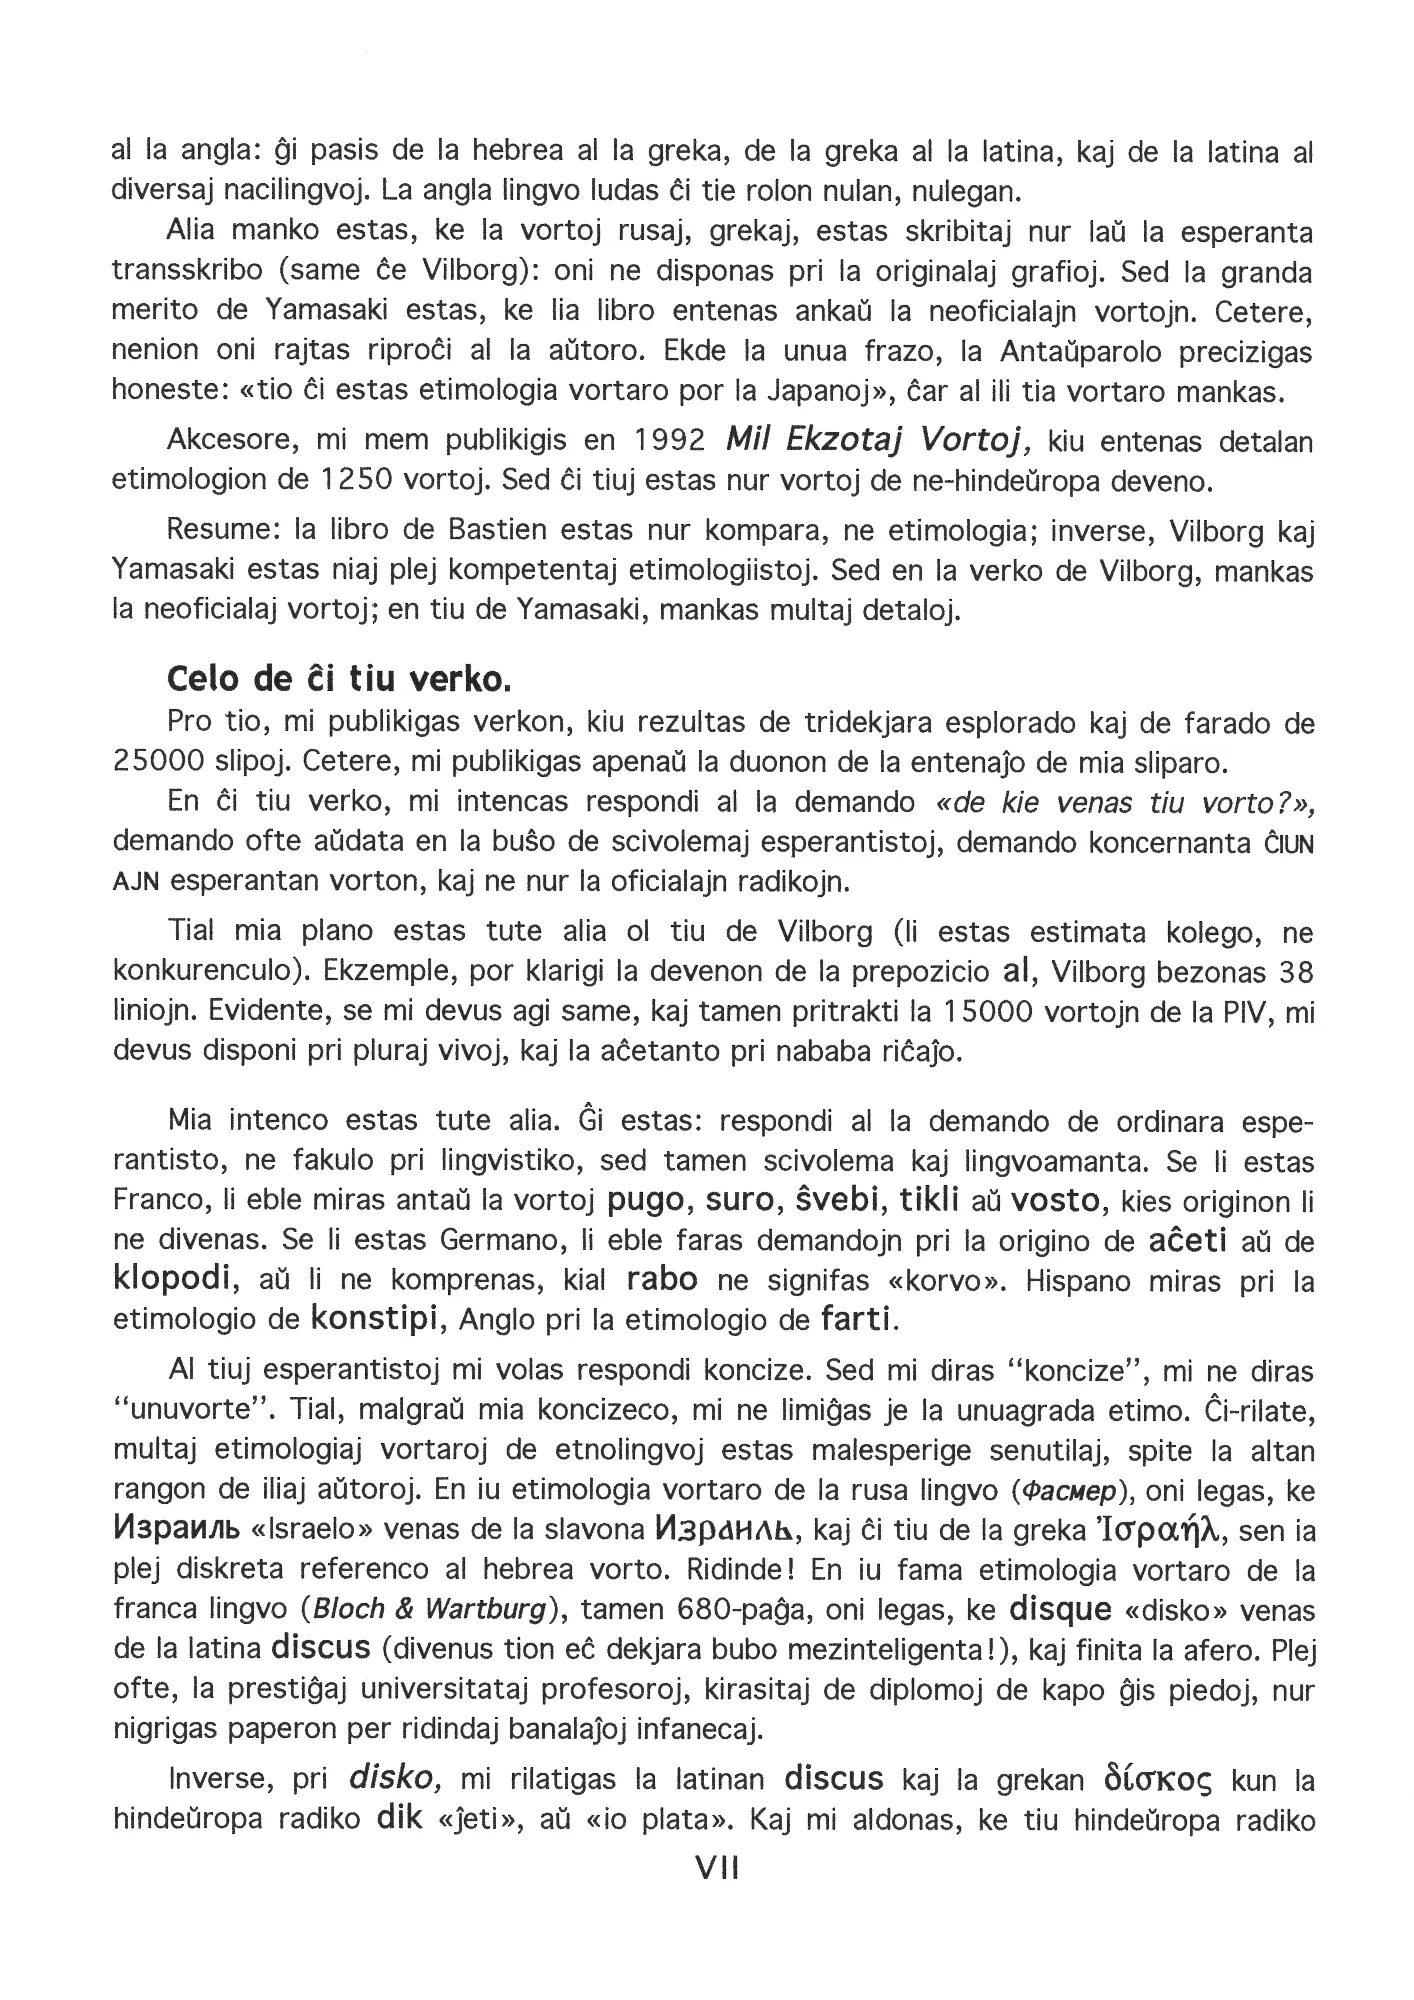 al la angla: ĝi pasis de la hebrea al la greka, de la greka al la latina, kaj de la latina al
diversaj nacilingvoj. La angla lingvo ludas ĉi tie rolon nulan, nulegan.
Alia manko estas, ke la vortoj rusaj, grekaj, estas skribitaj nur laŭ la esperanta
transskribo (same ĉe Vilborg): oni ne disponas pri la originalaj grafioj. Sed la granda
merito de Yamasaki estas, ke lia libro entenas ankaŭ la neoficialajn vortojn. Cetere,
nenion oni rajtas riproĉi al la aŭtoro. Ekde la unua frazo, la Antaŭparolo precizigas
honeste: «tio ĉi estas etimologia vortaro por la Japanoj», ĉar al ili tia vortaro mankas.
Akcesore, mi mem publikigis en 1992 Mil Ekzotaj Vortoj, kiu entenas detalan
etimologion de 1250 vortoj. Sed ĉi tiuj estas nur vortoj de ne-hindeŭropa deveno.
Resume: la libro de Bastien estas nur kompara, ne etimologia; inverse, Vilborg kaj
Yamasaki estas niaj plej kompetentaj etimologiistoj. Sed en la verko de Vilborg, mankas
la neoficialaj vortoj; en tiu de Yamasaki, mankas multaj detaloj.
Celo de ĉi tiu verko.
Pro tio, mi publikigas verkon, kiu rezultas de tridekjara esplorado kaj de farado de
25000 slipoj. Cetere, mi publikigas apenaŭ la duonon de la entenaĵo de mia sliparo.
En ĉi tiu verko, mi intencas respondi al la demando «de kie venas tiu vorto?»,
demando ofte aŭdata en la buŝo de scivolemaj esperantistoj, demando koncernanta ĈIUN
AJN esperantan vorton, kaj ne nur la oficialajn radikojn.
Tial mia plano estas tute alia ol tiu de Vilborg (li estas estimata kolego, ne
konkurenculo). Ekzemple, por klarigi la devenon de la prepozicio al, Vilborg bezonas 38
liniojn. Evidente, se mi devus agi same, kaj tamen pritrakti la 15000 vortojn de la PIV, mi
devus disponi pri pluraj vivoj, kaj la aĉetanto pri nababa riĉaĵo.
Mia intenco estas tute alia. Ĝi estas: respondi al la demando de ordinara espe-
rantisto, ne fakulo pri lingvistiko, sed tamen scivolema kaj lingvoamanta. Se li estas
Franco, li eble miras antaŭ la vortoj pugo, suro, ŝvebi, tikli aŭ vosto, kies originon li
ne divenas. Se li estas Germano, li eble faras demandojn pri la origino de aĉeti aŭ de
klopodi, aŭ li ne komprenas, kial rabo ne signifas «korvo». Hispano miras pri la
etimologio de konstipi, Anglo pri la etimologio de farti.
Al tiuj esperantistoj mi volas respondi koncize. Sed mi diras “koncize”, mi ne diras
“unuvorte”. Tial, malgraŭ mia koncizeco, mi ne limiĝas je la unuagrada etimo. Ĉi-rilate,
multaj etimologiaj vortaroj de etnolingvoj estas malesperige senutilaj, spite la altan
rangon de iliaj aŭtoroj. En iu etimologia vortaro de la rusa lingvo (Фасмер), oni legas, ke
Израиль «Israelo» venas de la slavona Израиль, kaj ĉi tiu de la greka Ἰσραήλ, sen ia
plej diskreta referenco al hebrea vorto. Ridinde! En iu fama etimologia vortaro de la
franca lingvo (Bloch & Wartburg), tamen 680-paĝa, oni legas, ke disque «disko» venas
de la latina discus (divenus tion eĉ dekjara bubo mezinteligenta!), kaj finita la afero. Plej
ofte, la prestiĝaj universitataj profesoroj, kirasitaj de diplomoj de kapo ĝis piedoj, nur
nigrigas paperon per ridindaj banalaĵoj infanecaj.
Inverse, pri disko, mi rilatigas la latinan discus kaj la grekan δίσκος kun la
hindeŭropa radiko dik «ĵeti», aŭ «io plata». Kaj mi aldonas, ke tiu hindeŭropa radiko
VII